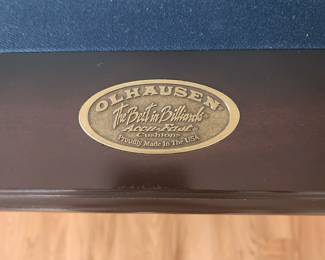 OLHAUSEN
The Best in Billiards
Accu-Fast
Cushions
Proudly Made In The USA